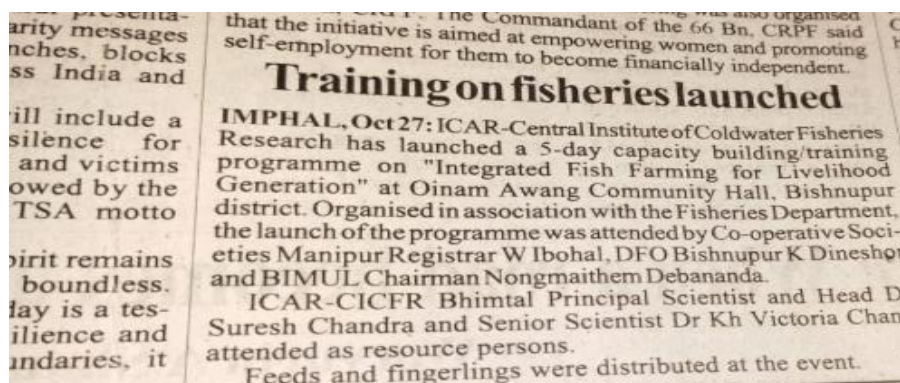 arity messages
nches, blocks
ss India and
ill include a
silence for
and victims
owed by the
TSA motto
spirit remains
boundless.
day is a tes-
ilience and
undaries, it
that the initiative is aimed at empowering women and promoting
self-employment for them to become financially independent.
Training on fisheries launched
IMPHAL, Oct 27: ICAR-Central Institute of Coldwater Fisheries
Research has launched a 5-day capacity building/training
programme on "Integrated Fish Farming for Livelihood
Generation" at Oinam Awang Community Hall, Bishnupur
district. Organised in association with the Fisheries Department,
the launch of the programme was attended by Co-operative Soci-
eties Manipur Registrar W Ibohal, DFO Bishnupur K Dineshor
and BIMUL Chairman Nongmaithem Debananda.
ICAR-CICFR Bhimtal Principal Scientist and Head D
Suresh Chandra and Senior Scientist Dr Kh Victoria Chan
attended as resource persons.
Feeds and fingerlings were distributed at the event.